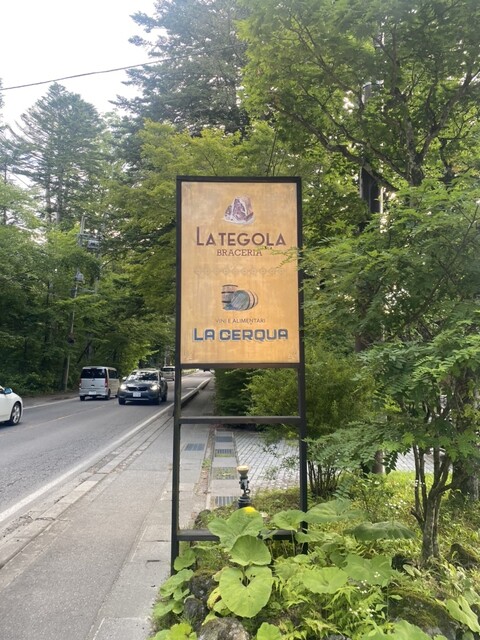 LA TEGOLA
BRACERIA
VINI E ALIMENTARI
LA CERQUA